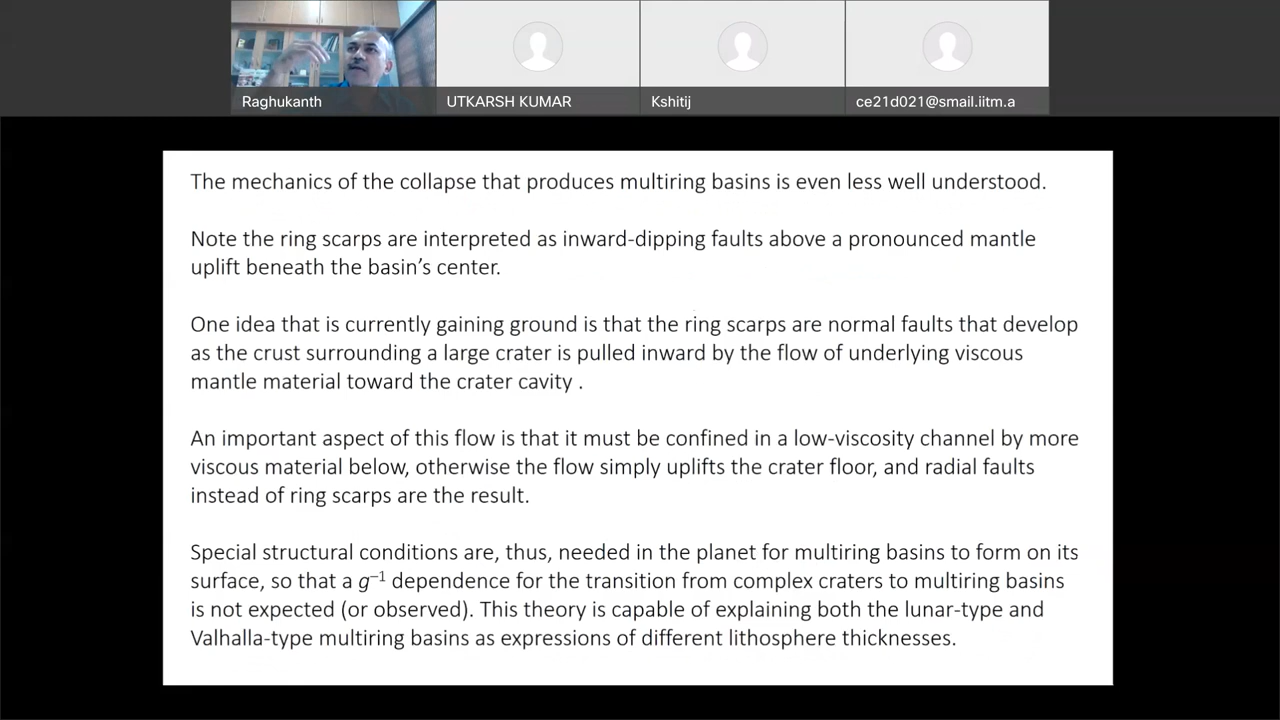 Raghukanth
UTKARSH KUMAR
Kshitij
ce21d021@smail.iitm.a
The mechanics of the collapse that produces multiring basins is even less well understood.
Note the ring scarps are interpreted as inward-dipping faults above a pronounced mantle
uplift beneath the basin’s center.
One idea that is currently gaining ground is that the ring scarps are normal faults that develop
as the crust surrounding a large crater is pulled inward by the flow of underlying viscous
mantle material toward the crater cavity .
An important aspect of this flow is that it must be confined in a low-viscosity channel by more
viscous material below, otherwise the flow simply uplifts the crater floor, and radial faults
instead of ring scarps are the result.
Special structural conditions are, thus, needed in the planet for multiring basins to form on its
surface, so that a g⁻¹ dependence for the transition from complex craters to multiring basins
is not expected (or observed). This theory is capable of explaining both the lunar-type and
Valhalla-type multiring basins as expressions of different lithosphere thicknesses.